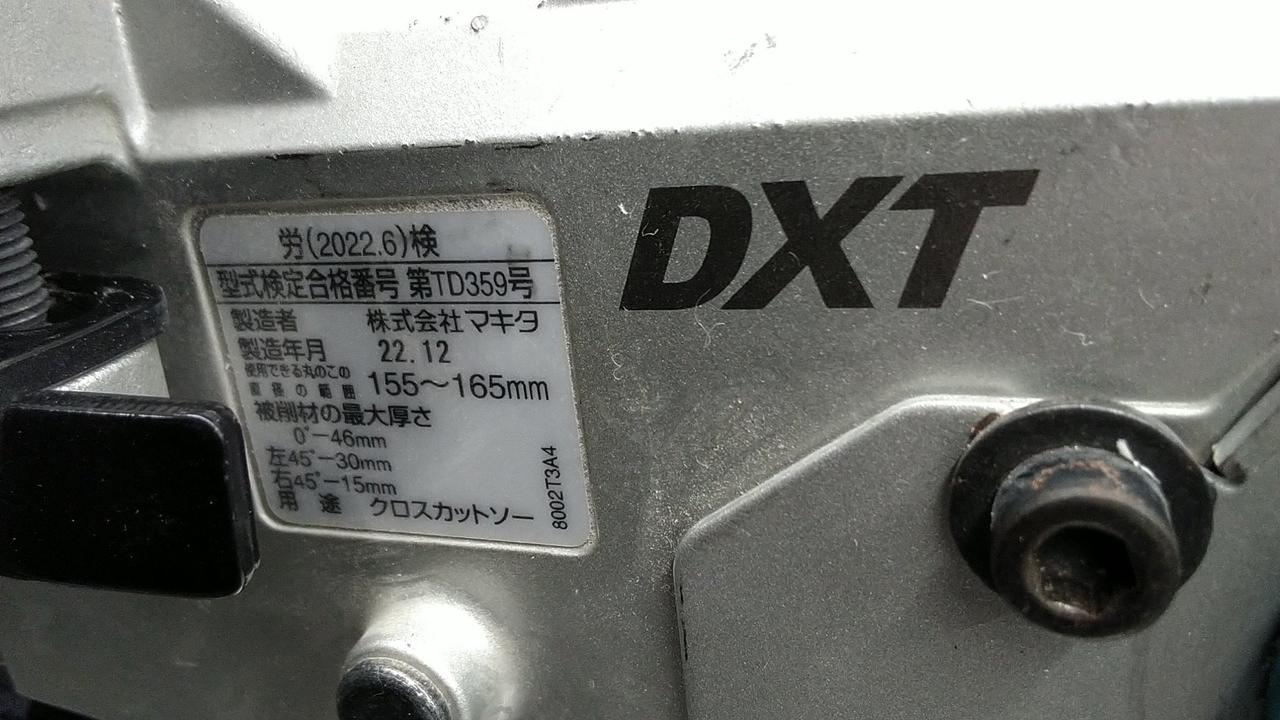 労(2022.6)検
型式検定合格番号 第TD359号
製造者 株式会社マキタ
製造年月 22.12
使用できる丸のこの
直径の範囲 155〜165mm
被削材の最大厚さ
0°−46mm
左45°−30mm
右45°−15mm
用途 クロスカットソー
8002T3A4
DXT